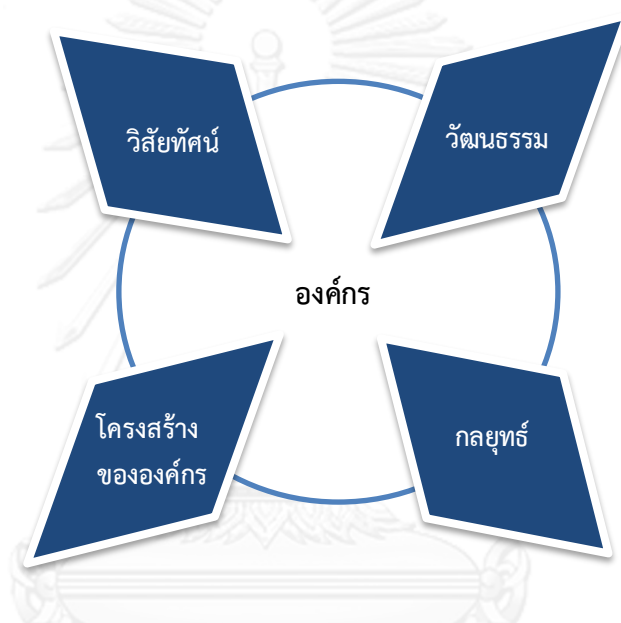 วิสัยทัศน์
วัฒนธรรม
องค์กร
โครงสร้าง
ขององค์กร
กลยุทธ์